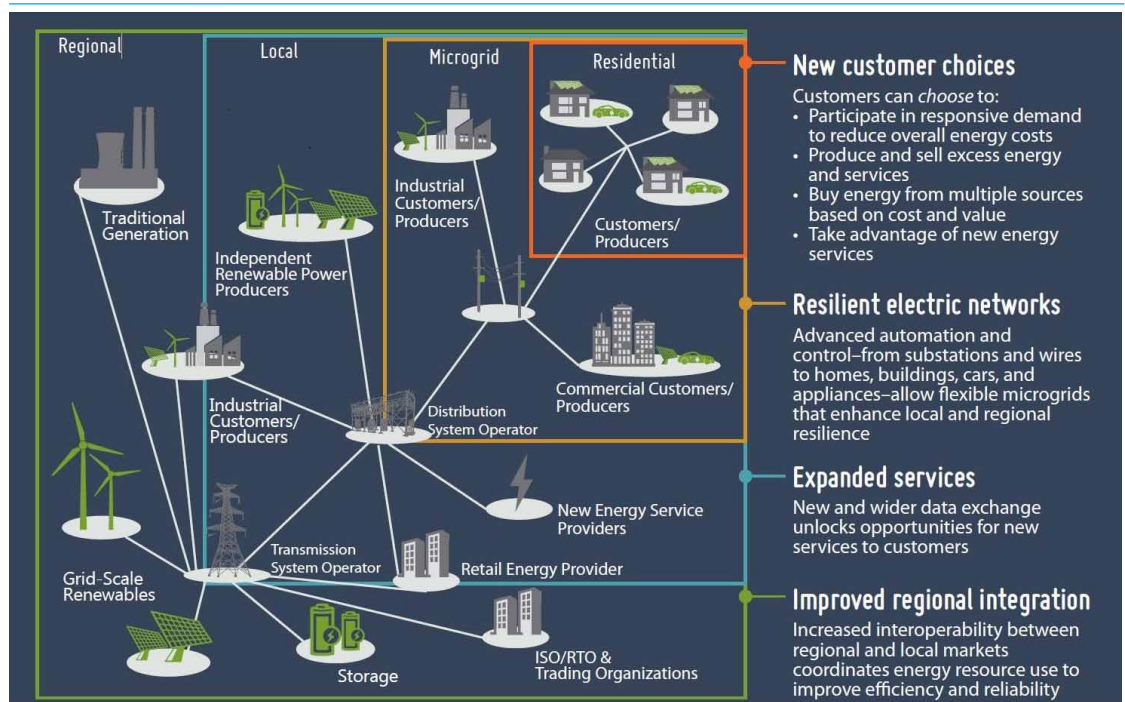 Regional
Local
Microgrid
Residential
Traditional
Generation
Independent
Renewable Power
Producers
Industrial
Customers/
Producers
Customers/
Producers
Commercial Customers/
Producers
Industrial
Customers/
Producers
Distribution
System Operator
New Energy Service
Providers
Transmission
System Operator
Retail Energy Provider
Grid-Scale
Renewables
Storage
ISO/RTO &
Trading Organizations
New customer choices
Customers can choose to:
• Participate in responsive demand
to reduce overall energy costs
• Produce and sell excess energy
and services
• Buy energy from multiple sources
based on cost and value
• Take advantage of new energy
services
Resilient electric networks
Advanced automation and
control–from substations and wires
to homes, buildings, cars, and
appliances–allow flexible microgrids
that enhance local and regional
resilience
Expanded services
New and wider data exchange
unlocks opportunities for new
services to customers
Improved regional integration
Increased interoperability between
regional and local markets
coordinates energy resource use to
improve efficiency and reliability